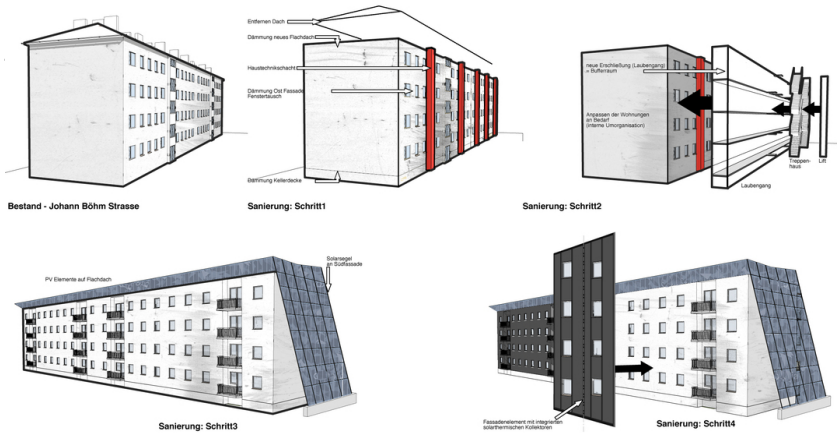 Entfernen Dach
Dämmung neues Flachdach
Haustechnikschacht
Dämmung Ost Fassade
Fenstertausch
Dämmung Kellerdecke
neue Erschließung (Laubengang)
= Bufferraum
Anpassen der Wohnungen
an Bedarf
(Interne Umorganisation)
Treppen-
haus
Lift
Laubengang
Bestand - Johann Böhm Strasse
Sanierung: Schritt1
Sanierung: Schritt2
PV Elemente auf Flachdach
Solarsegel
an Südfassade
Fassadenelement mit integrierten
solarthermischen Kollektoren
Sanierung: Schritt3
Sanierung: Schritt4